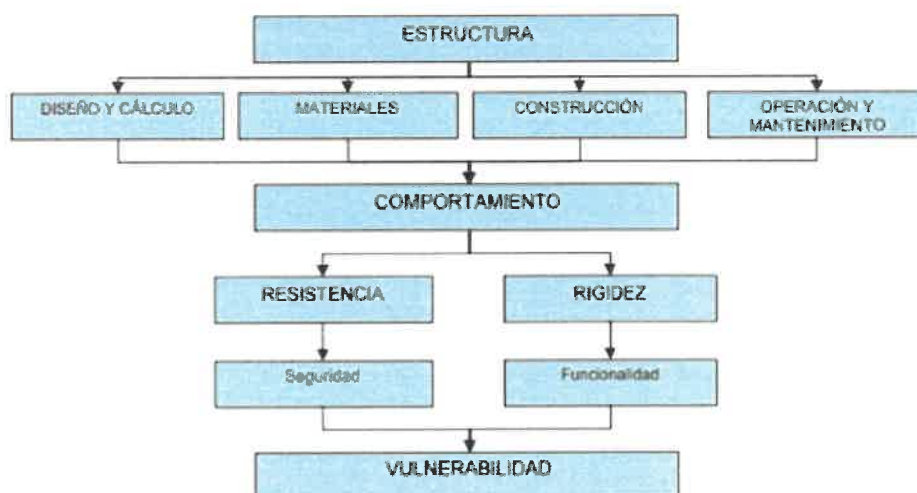 ESTRUCTURA
DISEÑO Y CÁLCULO
MATERIALES
CONSTRUCCIÓN
OPERACIÓN Y
MANTENIMIENTO
COMPORTAMIENTO
RESISTENCIA
RIGIDEZ
Seguridad
Funcionalidad
VULNERABILIDAD